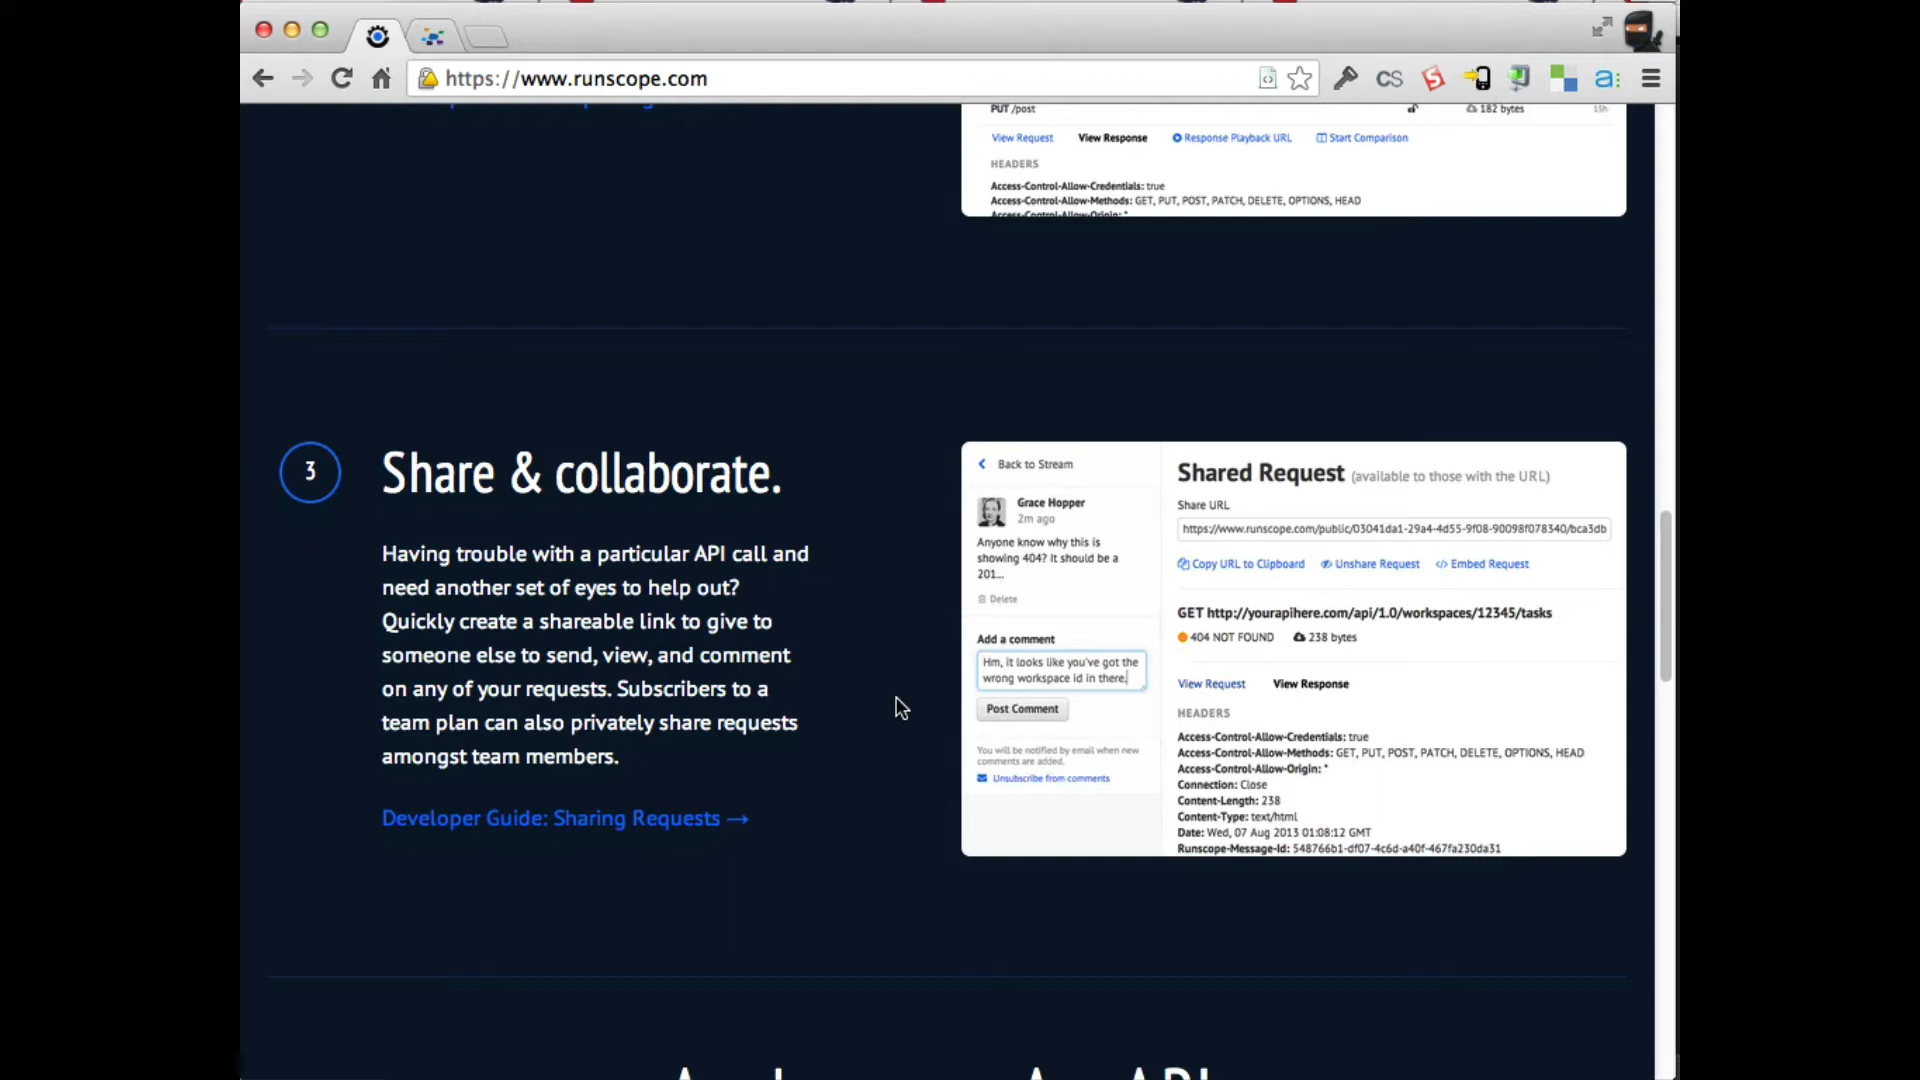 https://www.runscope.com
CS
PUT /post
182 bytes
15h
View Request
View Response
Response Playback URL
Start Comparison
HEADERS
Access-Control-Allow-Credentials: true
Access-Control-Allow-Methods: GET, PUT, POST, PATCH, DELETE, OPTIONS, HEAD
Access-Control-Allow-Origin: *
3
Share & collaborate.
Having trouble with a particular API call and
need another set of eyes to help out?
Quickly create a shareable link to give to
someone else to send, view, and comment
on any of your requests. Subscribers to a
team plan can also privately share requests
amongst team members.
Developer Guide: Sharing Requests →
Back to Stream
Grace Hopper
2m ago
Anyone know why this is
showing 404? It should be a
201...
Delete
Add a comment
Hm, it looks like you've got the
wrong workspace id in there.
Post Comment
You will be notified by email when new
comments are added.
Unsubscribe from comments
Shared Request (available to those with the URL)
Share URL
https://www.runscope.com/public/03041da1-29a4-4d55-9f08-90098f078340/bca3db
Copy URL to Clipboard
Unshare Request
Embed Request
GET http://yourapihere.com/api/1.0/workspaces/12345/tasks
404 NOT FOUND
238 bytes
View Request
View Response
HEADERS
Access-Control-Allow-Credentials: true
Access-Control-Allow-Methods: GET, PUT, POST, PATCH, DELETE, OPTIONS, HEAD
Access-Control-Allow-Origin: *
Connection: Close
Content-Length: 238
Content-Type: text/html
Date: Wed, 07 Aug 2013 01:08:12 GMT
Runscope-Message-Id: 548766b1-df07-4c6d-a40f-467fa230da31